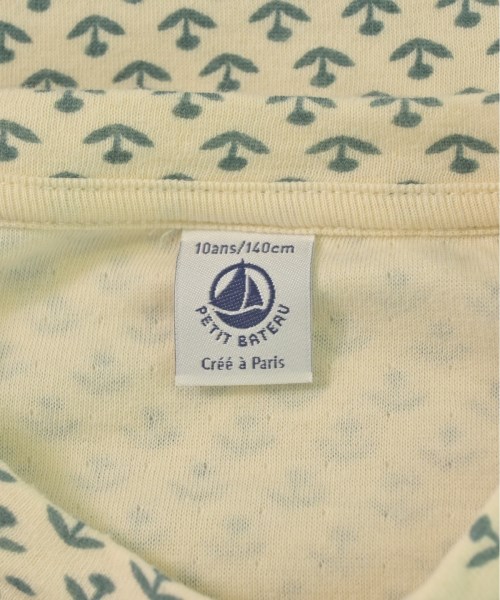 10ans/140cm
PETIT BATEAU
Créé à Paris